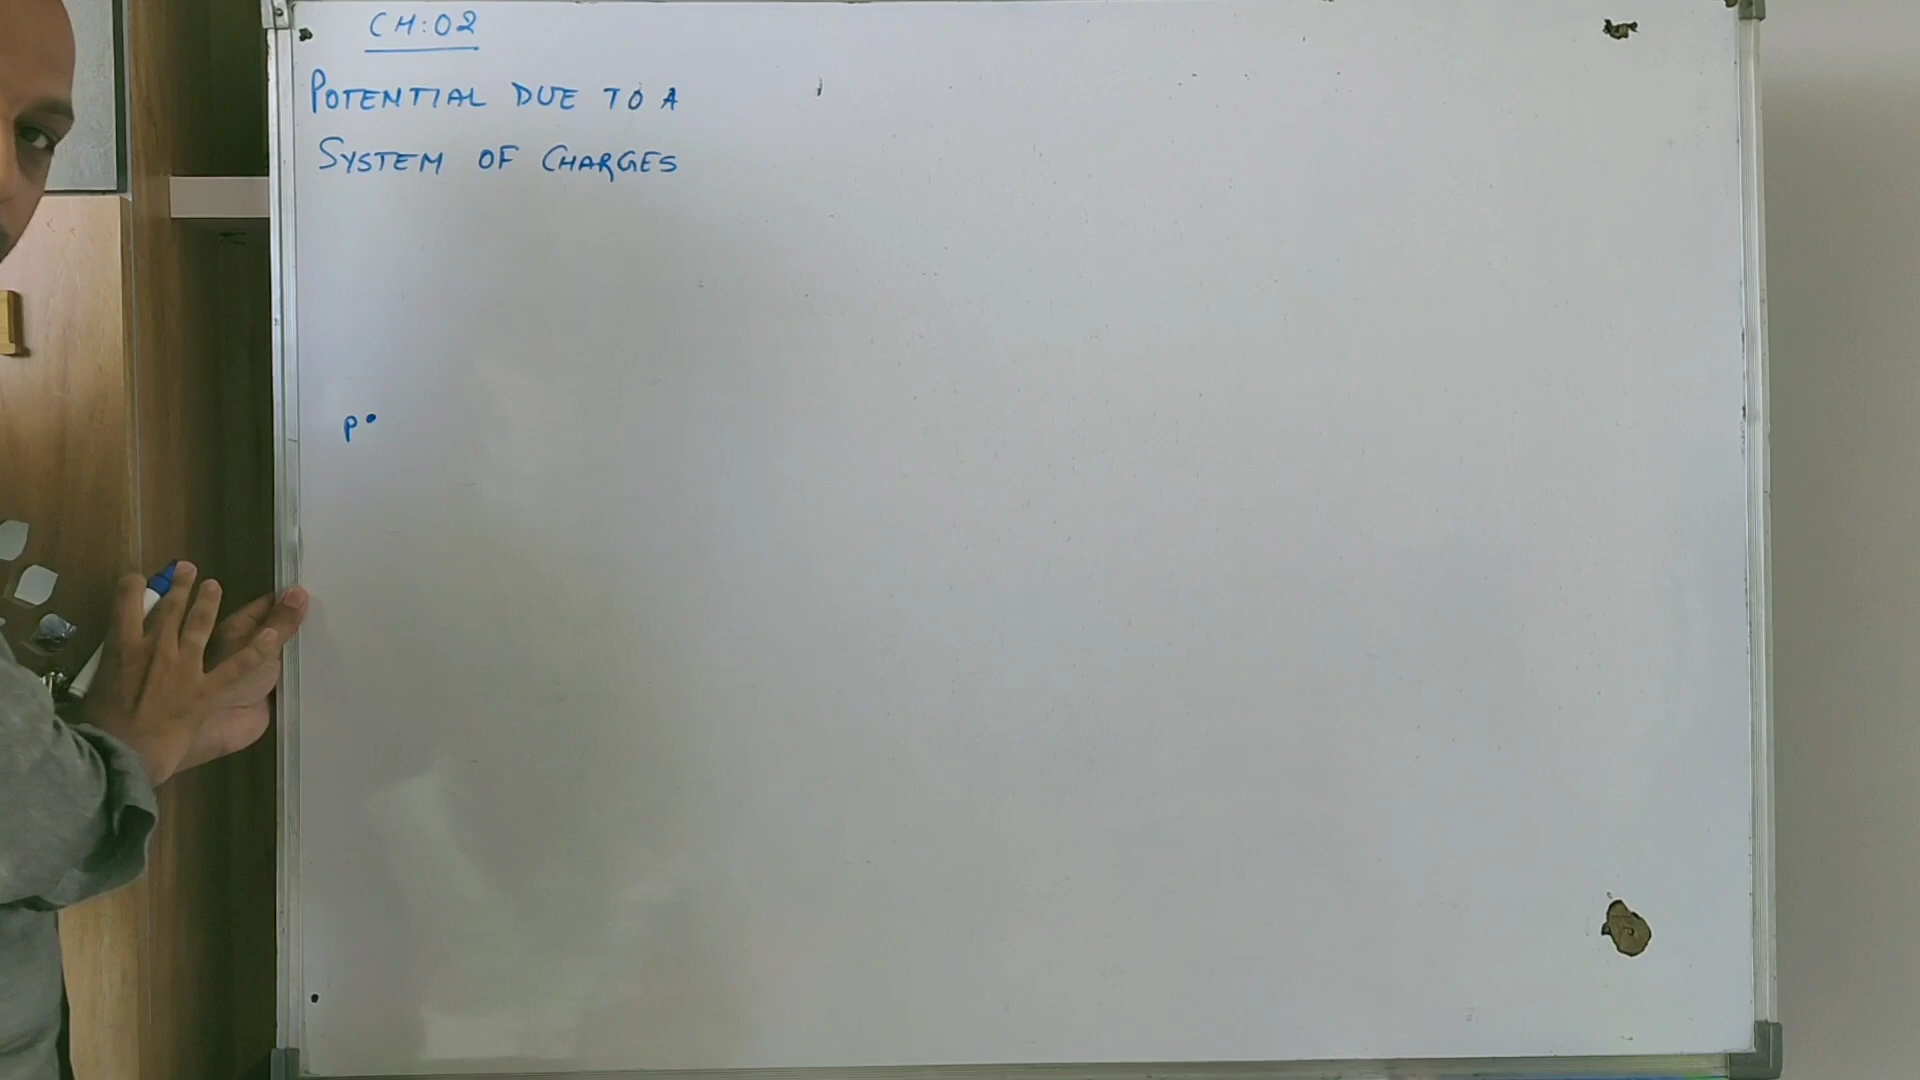 CH:02
POTENTIAL DUE TO A
SYSTEM OF CHARGES
P